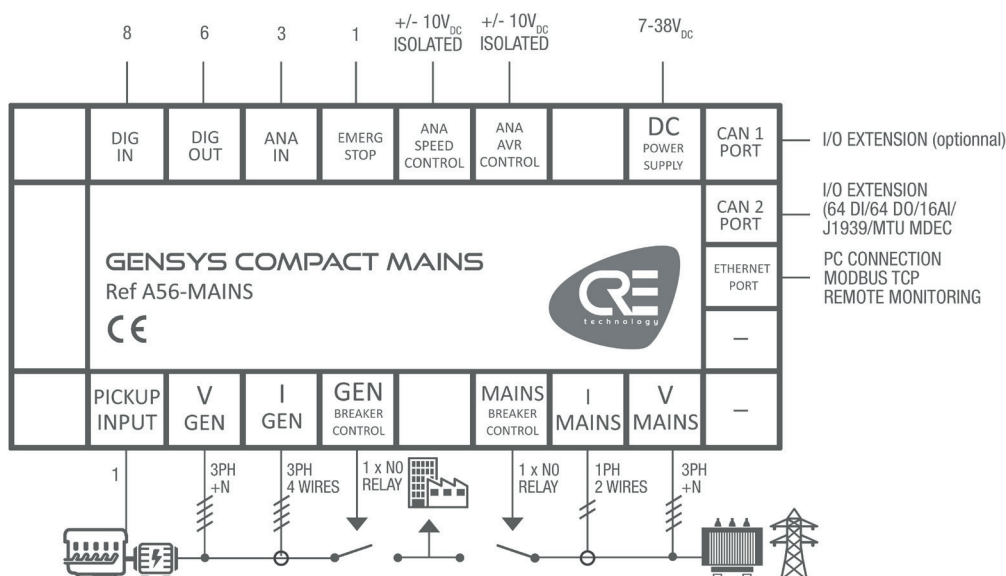 8
6
3
1
+/- 10VDC
ISOLATED
+/- 10VDC
ISOLATED
7-38VDC
DIG
IN
DIG
OUT
ANA
IN
EMERG
STOP
ANA
SPEED
CONTROL
ANA
AVR
CONTROL
DC
POWER
SUPPLY
CAN 1
PORT
I/O EXTENSION (optionnal)
CAN 2
PORT
I/O EXTENSION
(64 DI/64 DO/16AI/
J1939/MTU MDEC
ETHERNET
PORT
PC CONNECTION
MODBUS TCP
REMOTE MONITORING
GENSYS COMPACT MAINS
Ref A56-MAINS
CE
CRE
technology
–
–
PICKUP
INPUT
V
GEN
I
GEN
GEN
BREAKER
CONTROL
MAINS
BREAKER
CONTROL
I
MAINS
V
MAINS
1
3PH
+N
3PH
4 WIRES
1 x NO
RELAY
1 x NO
RELAY
1PH
2 WIRES
3PH
+N